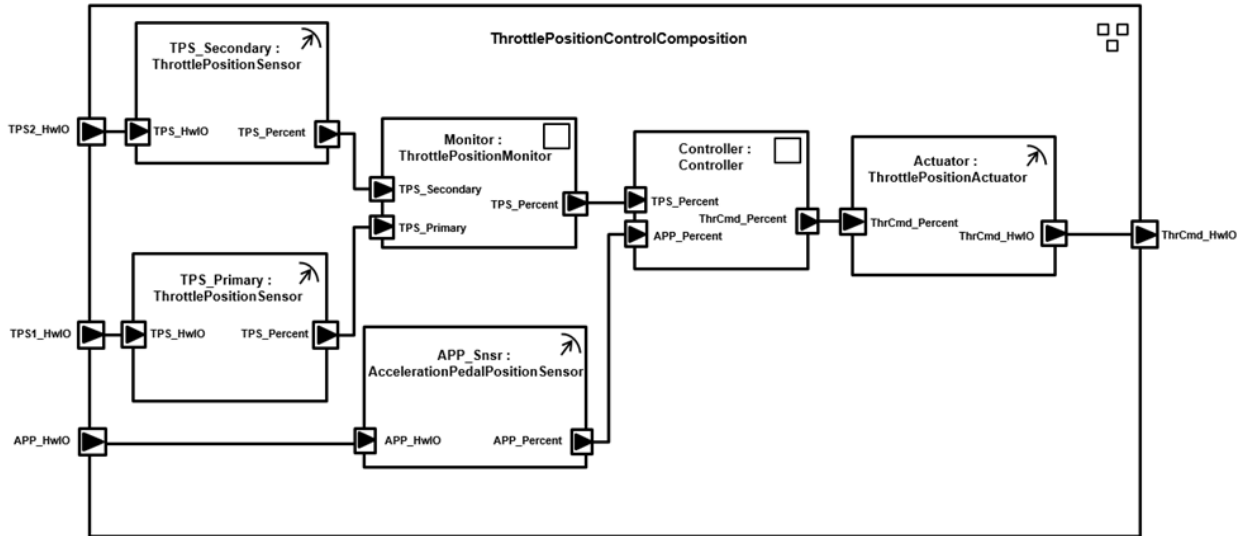 ThrottlePositionControlComposition
TPS_Secondary :
ThrottlePositionSensor
TPS2_HwIO
TPS_HwIO
TPS_Percent
Monitor :
ThrottlePositionMonitor
TPS_Secondary
TPS_Percent
TPS_Primary
Controller :
Controller
TPS_Percent
ThrCmd_Percent
APP_Percent
Actuator :
ThrottlePositionActuator
ThrCmd_Percent
ThrCmd_HwIO
ThrCmd_HwIO
TPS_Primary :
ThrottlePositionSensor
TPS1_HwIO
TPS_HwIO
TPS_Percent
APP_Snsr :
AccelerationPedalPositionSensor
APP_HwIO
APP_HwIO
APP_Percent